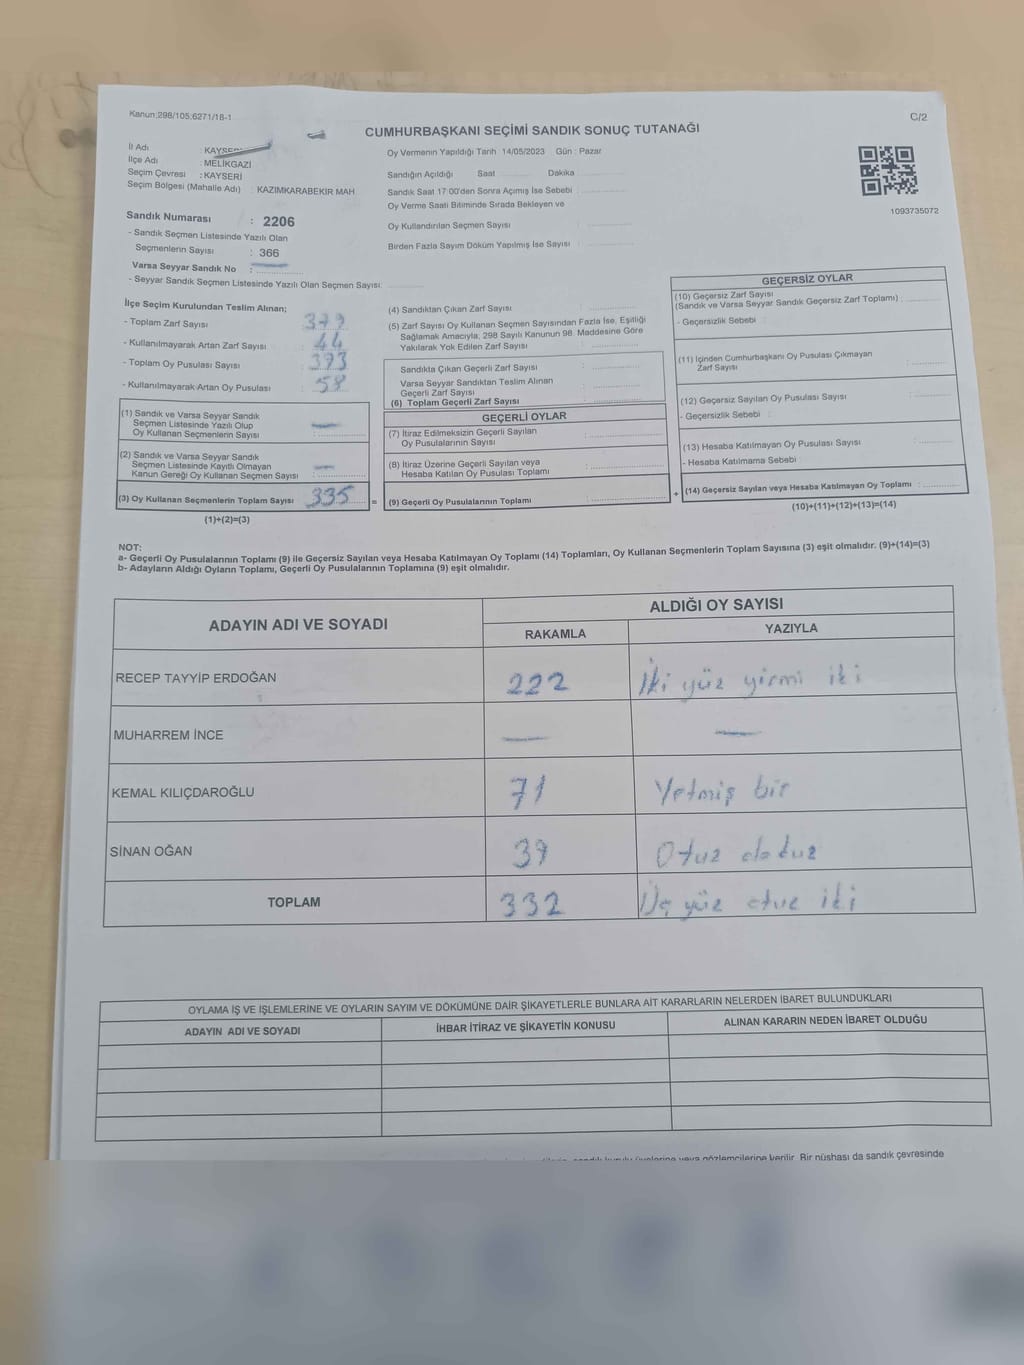 Kanun;298/105;6271/18-1
C/2
CUMHURBAŞKANI SEÇİMİ SANDIK SONUÇ TUTANAĞI
İl Adı : KAYSERİ
İlçe Adı : MELİKGAZİ
Seçim Çevresi : KAYSERİ
Seçim Bölgesi (Mahalle Adı) : KAZIMKARABEKIR MAH.
Sandık Numarası : 2206
- Sandık Seçmen Listesinde Yazılı Olan
Seçmenlerin Sayısı : 366
Varsa Seyyar Sandık No :
- Seyyar Sandık Seçmen Listesinde Yazılı Olan Seçmen Sayısı:
Oy Vermenin Yapıldığı Tarih : 14/05/2023 Gün : Pazar
Sandığın Açıldığı Saat Dakika
Sandık Saat 17:00'den Sonra Açımış İse Sebebi :
Oy Verme Saati Bitiminde Sırada Bekleyen ve
Oy Kullandırılan Seçmen Sayısı :
Birden Fazla Sayım Döküm Yapılmış İse Sayısı :
1093735072
İlçe Seçim Kurulundan Teslim Alınan;
- Toplam Zarf Sayısı :
- Kullanılmayarak Artan Zarf Sayısı : 44
- Toplam Oy Pusulası Sayısı : 393
- Kullanılmayarak Artan Oy Pusulası : 58
(1) Sandık ve Varsa Seyyar Sandık
Seçmen Listesinde Yazılı Olup
Oy Kullanan Seçmenlerin Sayısı :
(2) Sandık ve Varsa Seyyar Sandık
Seçmen Listesinde Kayıtlı Olmayan
Kanun Gereği Oy Kullanan Seçmen Sayısı :
(3) Oy Kullanan Seçmenlerin Toplam Sayısı : 335 =
(1)+(2)=(3)
(4) Sandıktan Çıkan Zarf Sayısı :
(5) Zarf Sayısı Oy Kullanan Seçmen Sayısından Fazla İse, Eşitliği
Sağlamak Amacıyla, 298 Sayılı Kanunun 98. Maddesine Göre
Yakılarak Yok Edilen Zarf Sayısı :
Sandıkta Çıkan Geçerli Zarf Sayısı :
Varsa Seyyar Sandıktan Teslim Alınan
Geçerli Zarf Sayısı :
(6) Toplam Geçerli Zarf Sayısı :
GEÇERLİ OYLAR
(7) İtiraz Edilmeksizin Geçerli Sayılan
Oy Pusulalarının Sayısı :
(8) İtiraz Üzerine Geçerli Sayılan veya
Hesaba Katılan Oy Pusulası Toplamı :
(9) Geçerli Oy Pusulalarının Toplamı : +
GEÇERSİZ OYLAR
(10) Geçersiz Zarf Sayısı
(Sandık ve Varsa Seyyar Sandık Geçersiz Zarf Toplamı) :
- Geçersizlik Sebebi :
(11) İçinden Cumhurbaşkanı Oy Pusulası Çıkmayan
Zarf Sayısı :
(12) Geçersiz Sayılan Oy Pusulası Sayısı :
- Geçersizlik Sebebi :
(13) Hesaba Katılmayan Oy Pusulası Sayısı :
- Hesaba Katılmama Sebebi :
(14) Geçersiz Sayılan veya Hesaba Katılmayan Oy Toplamı :
(10)+(11)+(12)+(13)=(14)
NOT:
a- Geçerli Oy Pusulalarının Toplamı (9) ile Geçersiz Sayılan veya Hesaba Katılmayan Oy Toplamı (14) Toplamları, Oy Kullanan Seçmenlerin Toplam Sayısına (3) eşit olmalıdır. (9)+(14)=(3)
b- Adayların Aldığı Oyların Toplamı, Geçerli Oy Pusulalarının Toplamına (9) eşit olmalıdır.
ADAYIN ADI VE SOYADI
ALDIĞI OY SAYISI
RAKAMLA YAZIYLA
RECEP TAYYİP ERDOĞAN 222 İki yüz yirmi iki
MUHARREM İNCE — —
KEMAL KILIÇDAROĞLU 71 Yetmiş bir
SİNAN OĞAN 39 Otuz dokuz
TOPLAM 332 Üç yüz otuz iki
OYLAMA İŞ VE İŞLEMLERİNE VE OYLARIN SAYIM VE DÖKÜMÜNE DAİR ŞİKAYETLERLE BUNLARA AİT KARARLARIN NELERDEN İBARET BULUNDUKLARI
ADAYIN ADI VE SOYADI İHBAR İTİRAZ VE ŞİKAYETİN KONUSU ALINAN KARARIN NEDEN İBARET OLDUĞU
sandık kurulu üyelerine veya gözlemcilerine verilir. Bir nüshası da sandık çevresinde